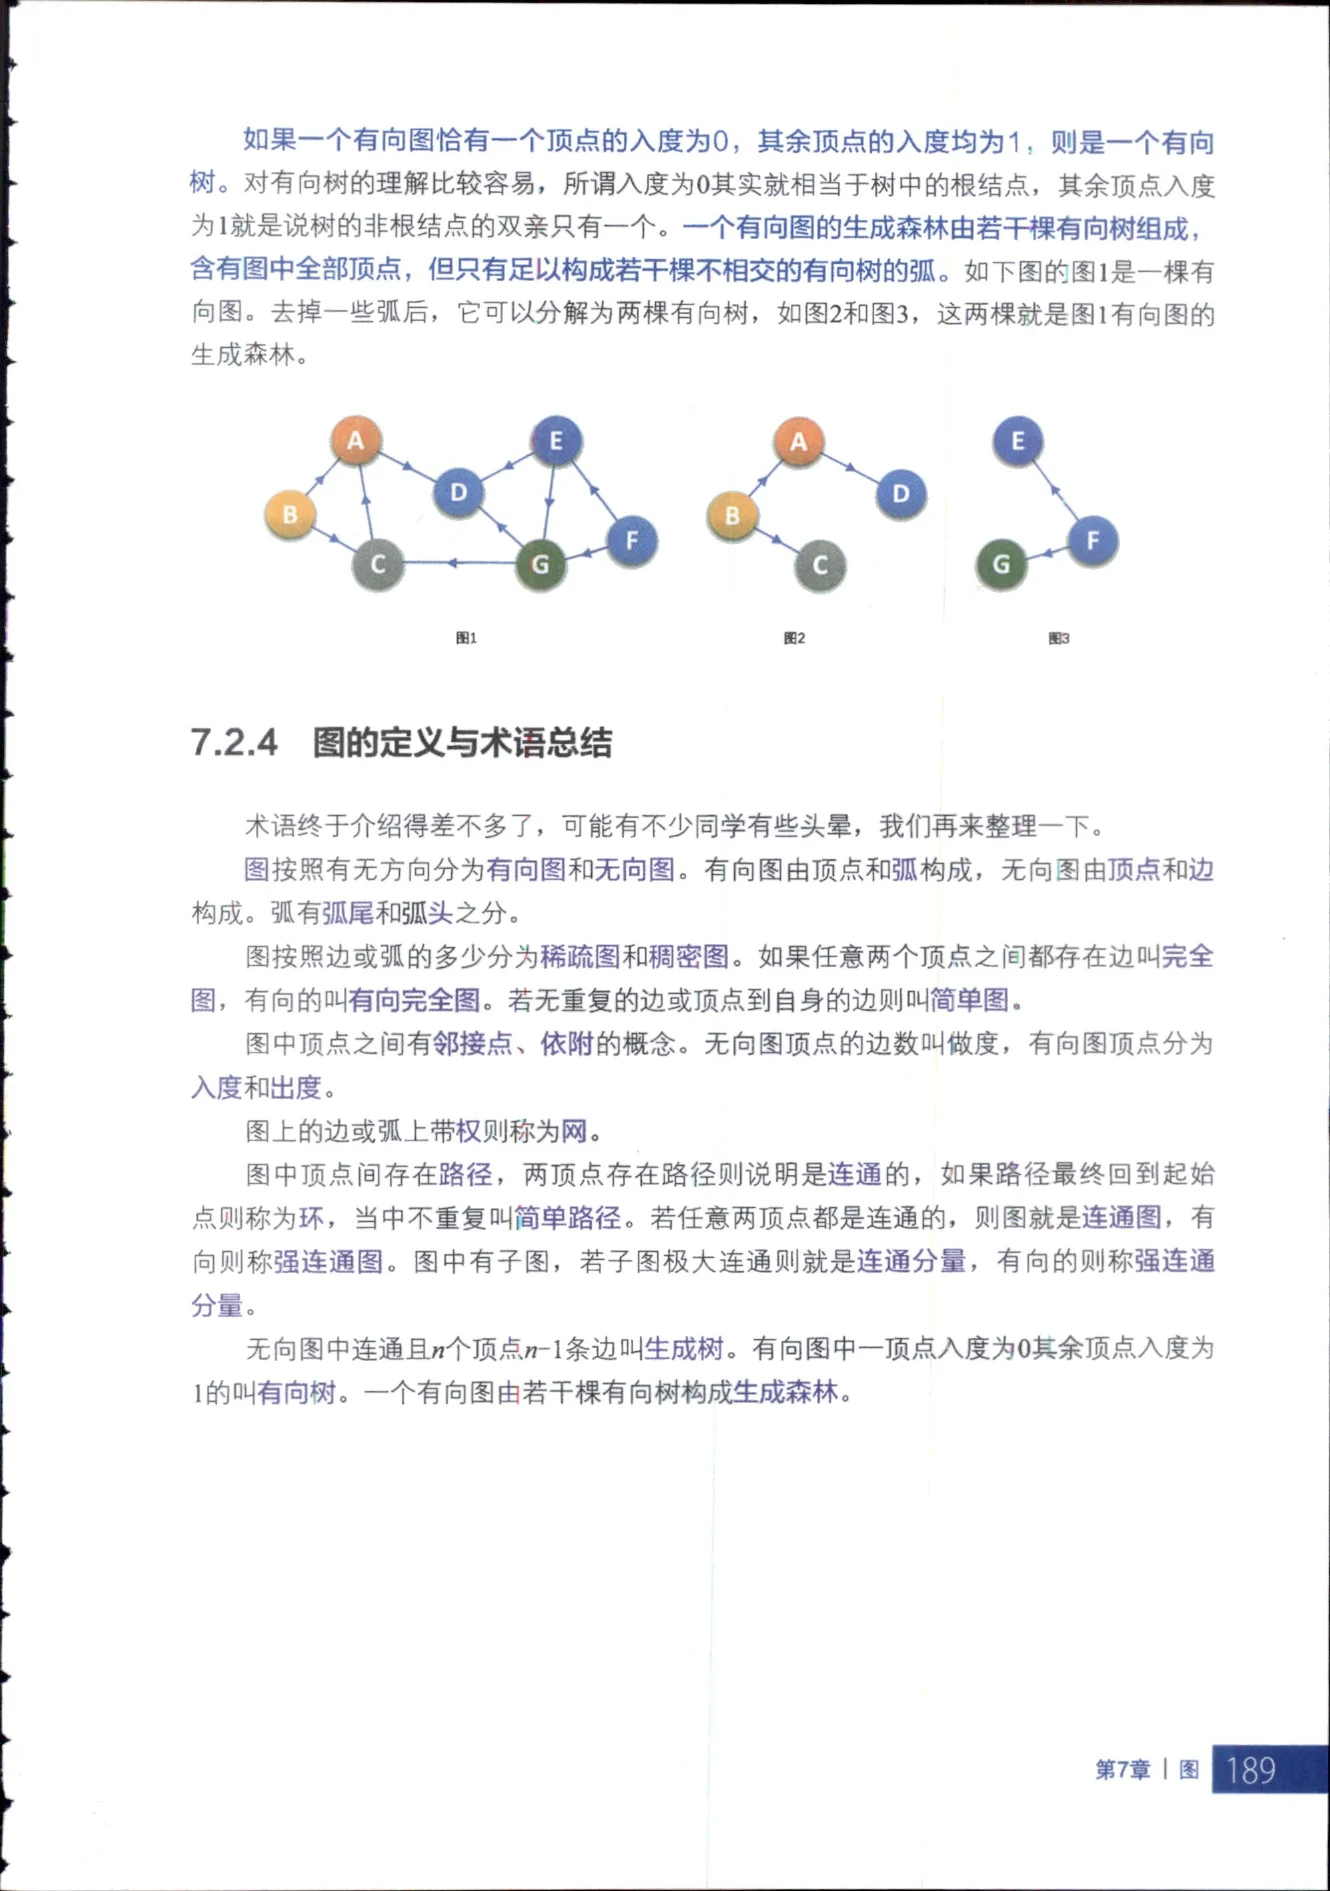 如果一个有向图恰有一个顶点的入度为0，其余顶点的入度均为1，则是一个有向
树。对有向树的理解比较容易，所谓入度为0其实就相当于树中的根结点，其余顶点入度
为1就是说树的非根结点的双亲只有一个。一个有向图的生成森林由若干棵有向树组成，
含有图中全部顶点，但只有足以构成若干棵不相交的有向树的弧。如下图的图1是一棵有
向图。去掉一些弧后，它可以分解为两棵有向树，如图2和图3，这两棵就是图1有向图的
生成森林。
A
E
D
B
F
C
G
图1
A
D
B
C
图2
E
F
G
图3
7.2.4 图的定义与术语总结
术语终于介绍得差不多了，可能有不少同学有些头晕，我们再来整理一下。
图按照有无方向分为有向图和无向图。有向图由顶点和弧构成，无向图由顶点和边
构成。弧有弧尾和弧头之分。
图按照边或弧的多少分为稀疏图和稠密图。如果任意两个顶点之间都存在边叫完全
图，有向的叫有向完全图。若无重复的边或顶点到自身的边则叫简单图。
图中顶点之间有邻接点、依附的概念。无向图顶点的边数叫做度，有向图顶点分为
入度和出度。
图上的边或弧上带权则称为网。
图中顶点间存在路径，两顶点存在路径则说明是连通的，如果路径最终回到起始
点则称为环，当中不重复叫简单路径。若任意两顶点都是连通的，则图就是连通图，有
向则称强连通图。图中有子图，若子图极大连通则就是连通分量，有向的则称强连通
分量。
无向图中连通且n个顶点n-1条边叫生成树。有向图中一顶点入度为0其余顶点入度为
1的叫有向树。一个有向图由若干棵有向树构成生成森林。
第7章 | 图 189